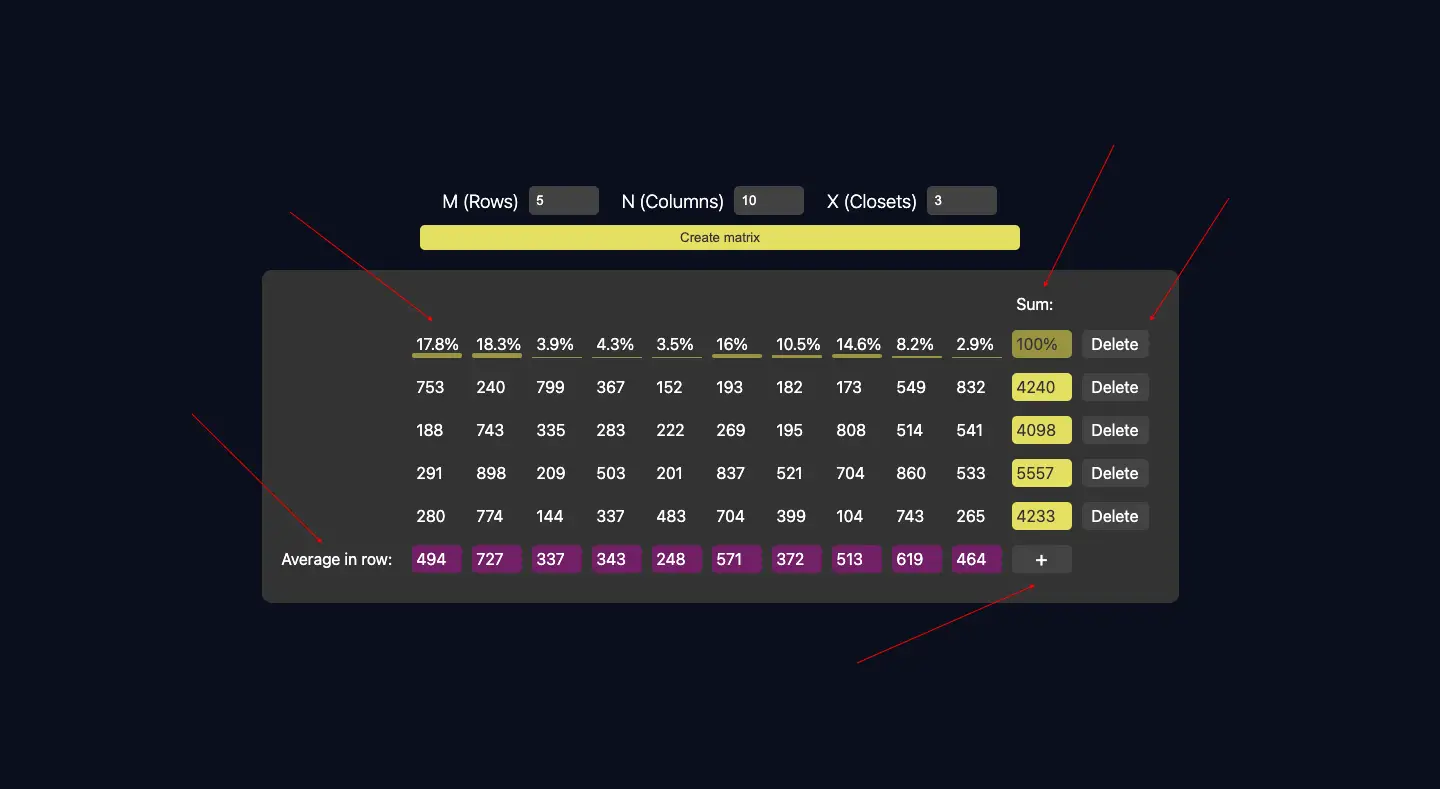 M (Rows) 5 N (Columns) 10 X (Closets) 3
Create matrix
Sum:
17.8% 18.3% 3.9% 4.3% 3.5% 16% 10.5% 14.6% 8.2% 2.9% 100% Delete
753 240 799 367 152 193 182 173 549 832 4240 Delete
188 743 335 283 222 269 195 808 514 541 4098 Delete
291 898 209 503 201 837 521 704 860 533 5557 Delete
280 774 144 337 483 704 399 104 743 265 4233 Delete
Average in row: 494 727 337 343 248 571 372 513 619 464 +